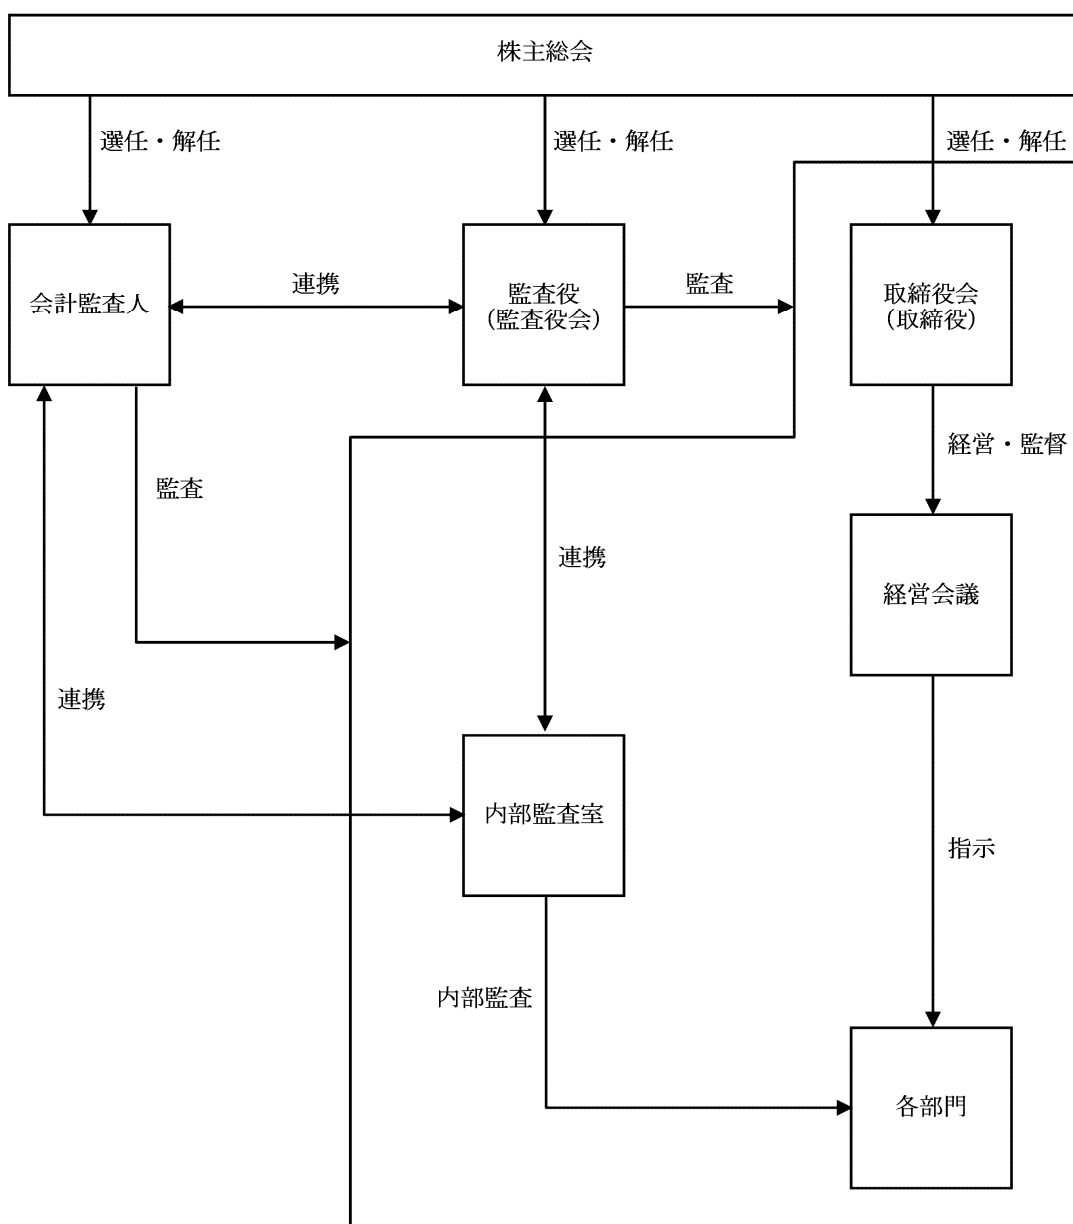 株主総会
選任・解任
選任・解任
選任・解任
会計監査人
連携
監査役
(監査役会)
監査
取締役会
(取締役)
経営・監督
監査
連携
経営会議
連携
内部監査室
指示
内部監査
各部門